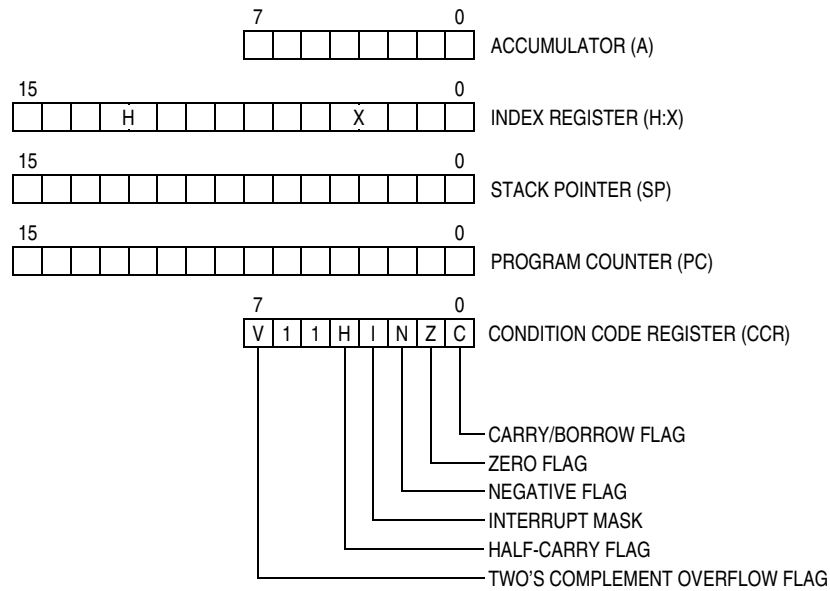 7 0
ACCUMULATOR (A)
15 0
H X INDEX REGISTER (H:X)
15 0
STACK POINTER (SP)
15 0
PROGRAM COUNTER (PC)
7 0
V 1 1 H I N Z C CONDITION CODE REGISTER (CCR)
CARRY/BORROW FLAG
ZERO FLAG
NEGATIVE FLAG
INTERRUPT MASK
HALF-CARRY FLAG
TWO'S COMPLEMENT OVERFLOW FLAG